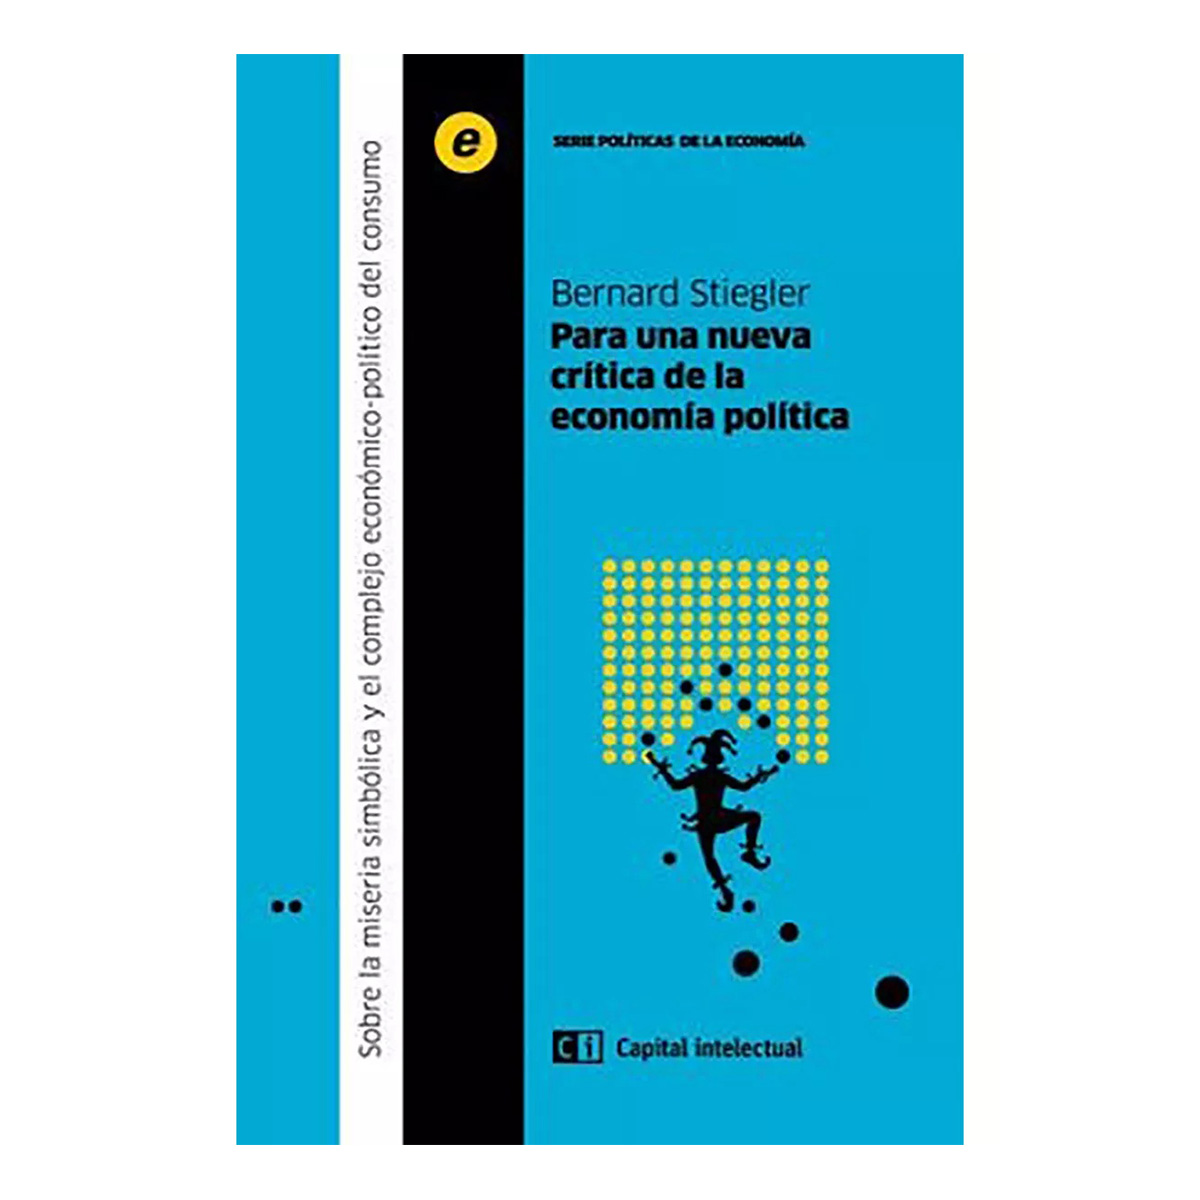 Sobre la miseria simbólica y el complejo económico-político del consumo
e
SERIE POLÍTICAS DE LA ECONOMÍA
Bernard Stiegler
Para una nueva
crítica de la
economía política
Ci Capital intelectual